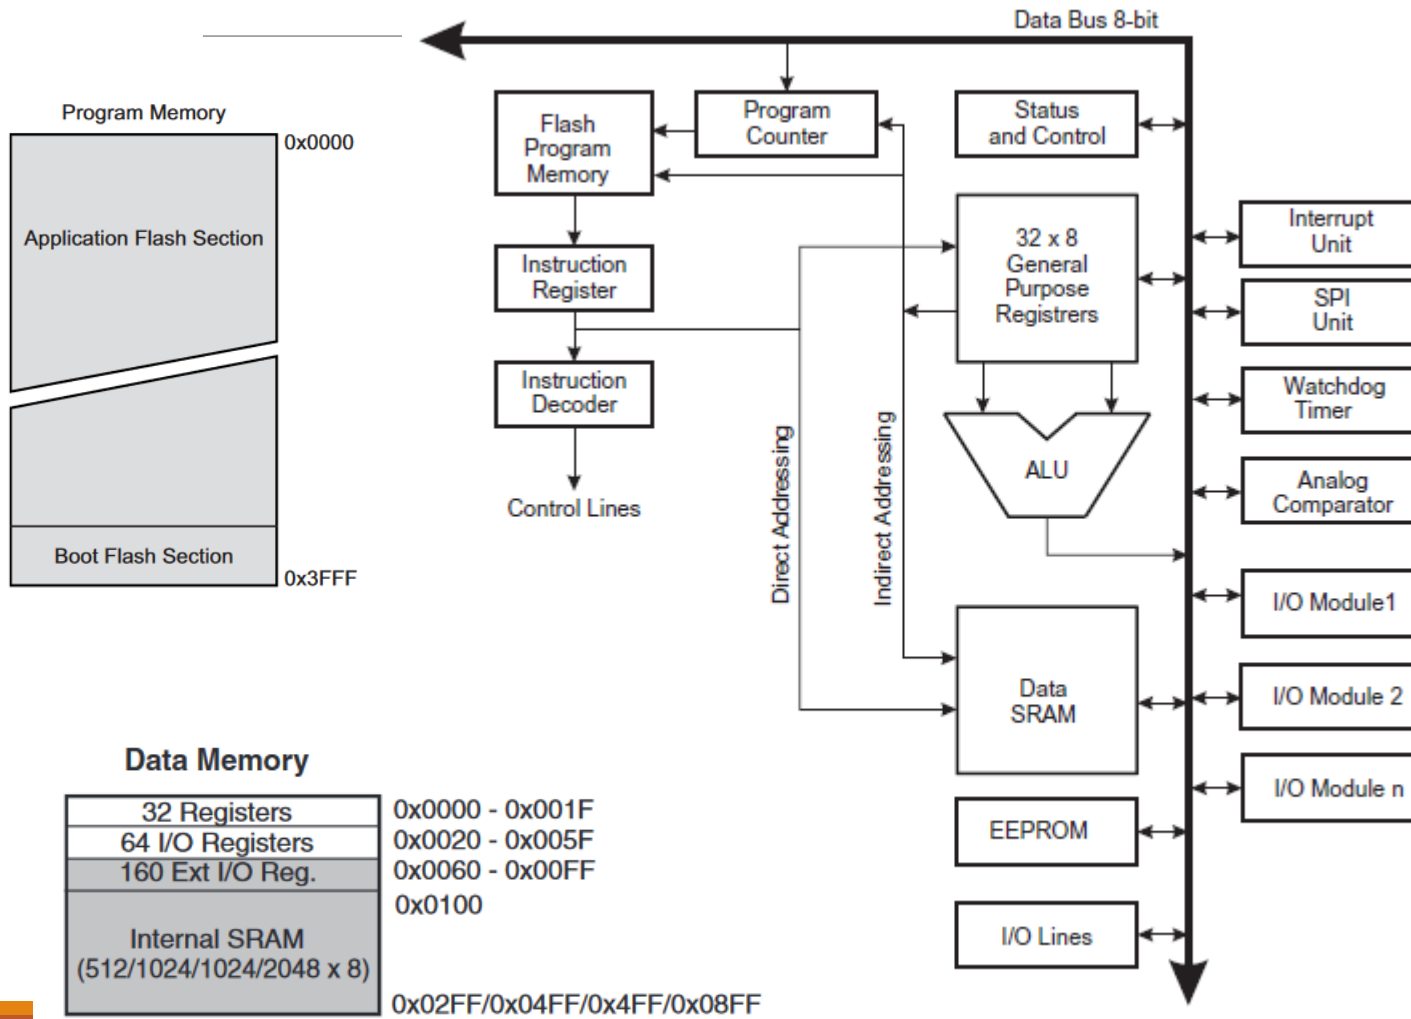 Data Bus 8-bit
Program Memory
0x0000
Application Flash Section
Boot Flash Section
0x3FFF
Flash
Program
Memory
Program
Counter
Instruction
Register
Instruction
Decoder
Control Lines
Direct Addressing
Indirect Addressing
Status
and Control
32 x 8
General
Purpose
Registrers
ALU
Data
SRAM
EEPROM
I/O Lines
Interrupt
Unit
SPI
Unit
Watchdog
Timer
Analog
Comparator
I/O Module1
I/O Module 2
I/O Module n
Data Memory
32 Registers
0x0000 - 0x001F
64 I/O Registers
0x0020 - 0x005F
160 Ext I/O Reg.
0x0060 - 0x00FF
0x0100
Internal SRAM
(512/1024/1024/2048 x 8)
0x02FF/0x04FF/0x4FF/0x08FF